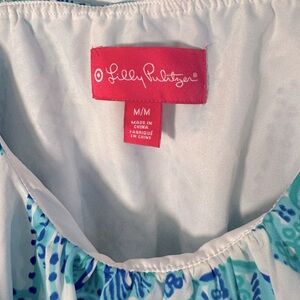 Lilly Pulitzer®
M/M
MADE IN
CHINA
FABRIQUÉ
EN CHINE